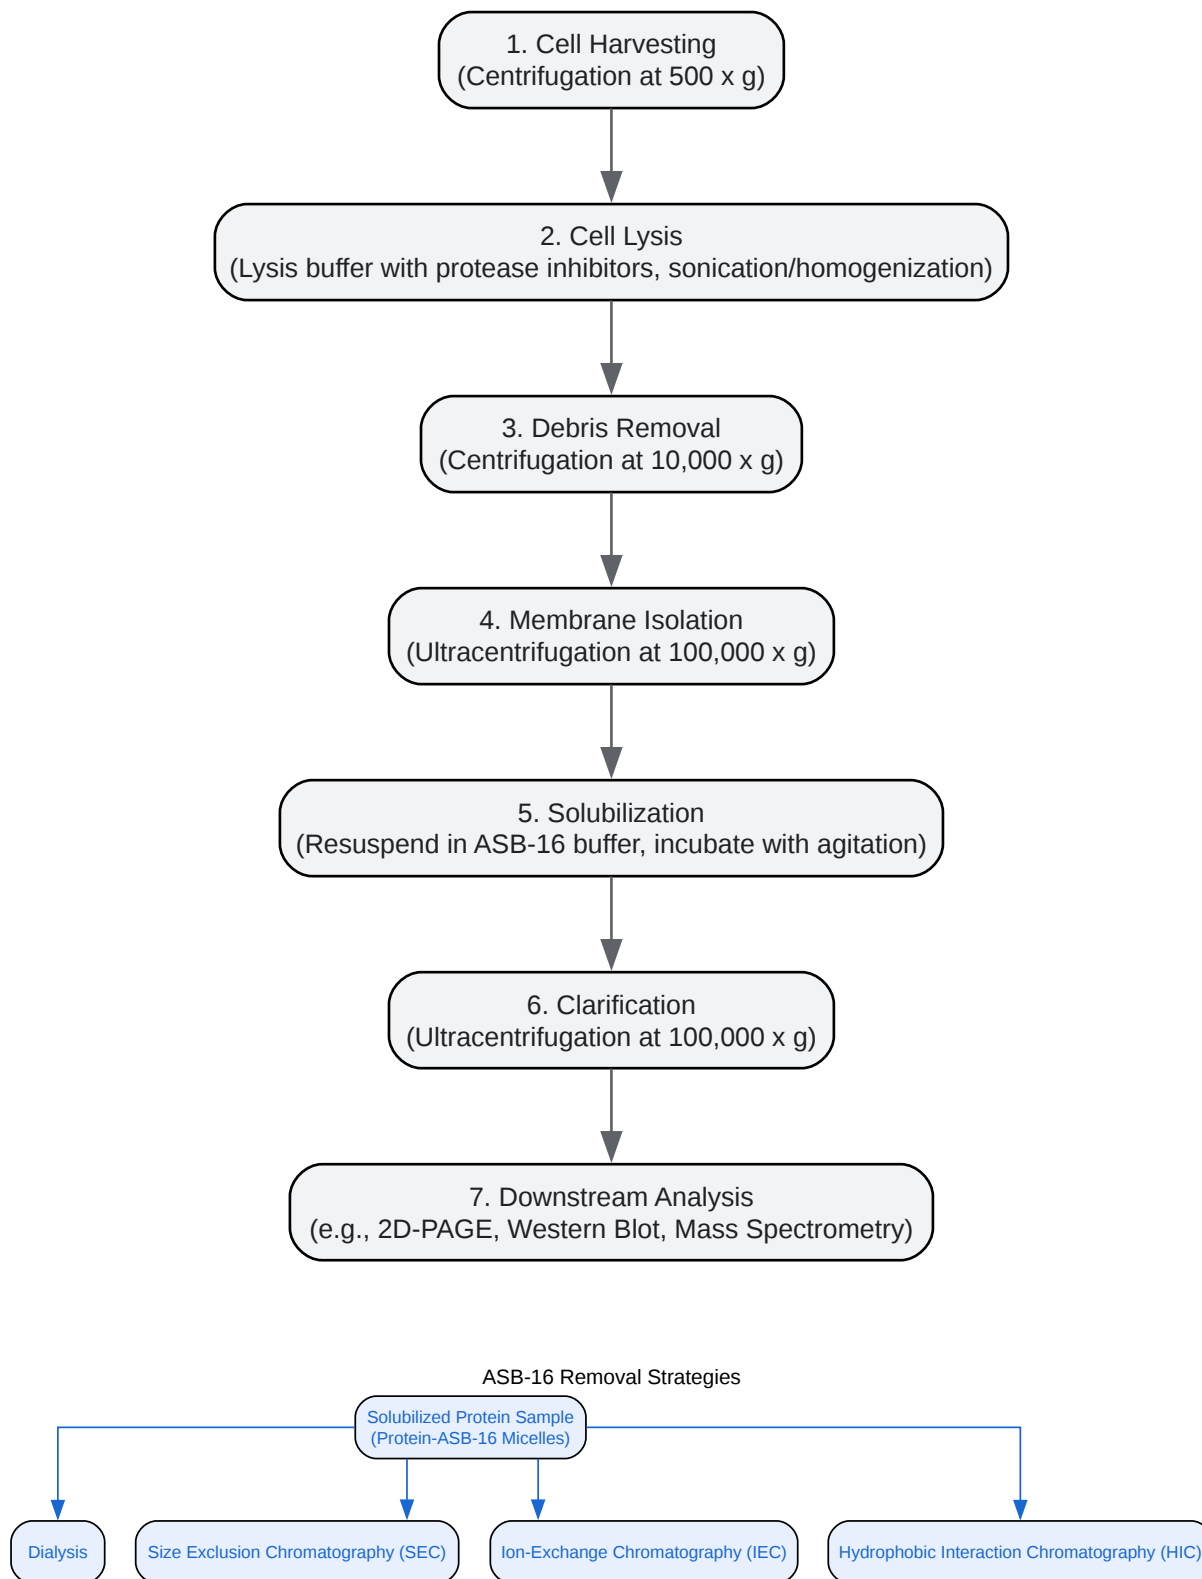 1. Cell Harvesting
(Centrifugation at 500 x g)
2. Cell Lysis
(Lysis buffer with protease inhibitors, sonication/homogenization)
3. Debris Removal
(Centrifugation at 10,000 x g)
4. Membrane Isolation
(Ultracentrifugation at 100,000 x g)
5. Solubilization
(Resuspend in ASB-16 buffer, incubate with agitation)
6. Clarification
(Ultracentrifugation at 100,000 x g)
7. Downstream Analysis
(e.g., 2D-PAGE, Western Blot, Mass Spectrometry)
ASB-16 Removal Strategies
Solubilized Protein Sample
(Protein-ASB-16 Micelles)
Dialysis
Size Exclusion Chromatography (SEC)
Ion-Exchange Chromatography (IEC)
Hydrophobic Interaction Chromatography (HIC)